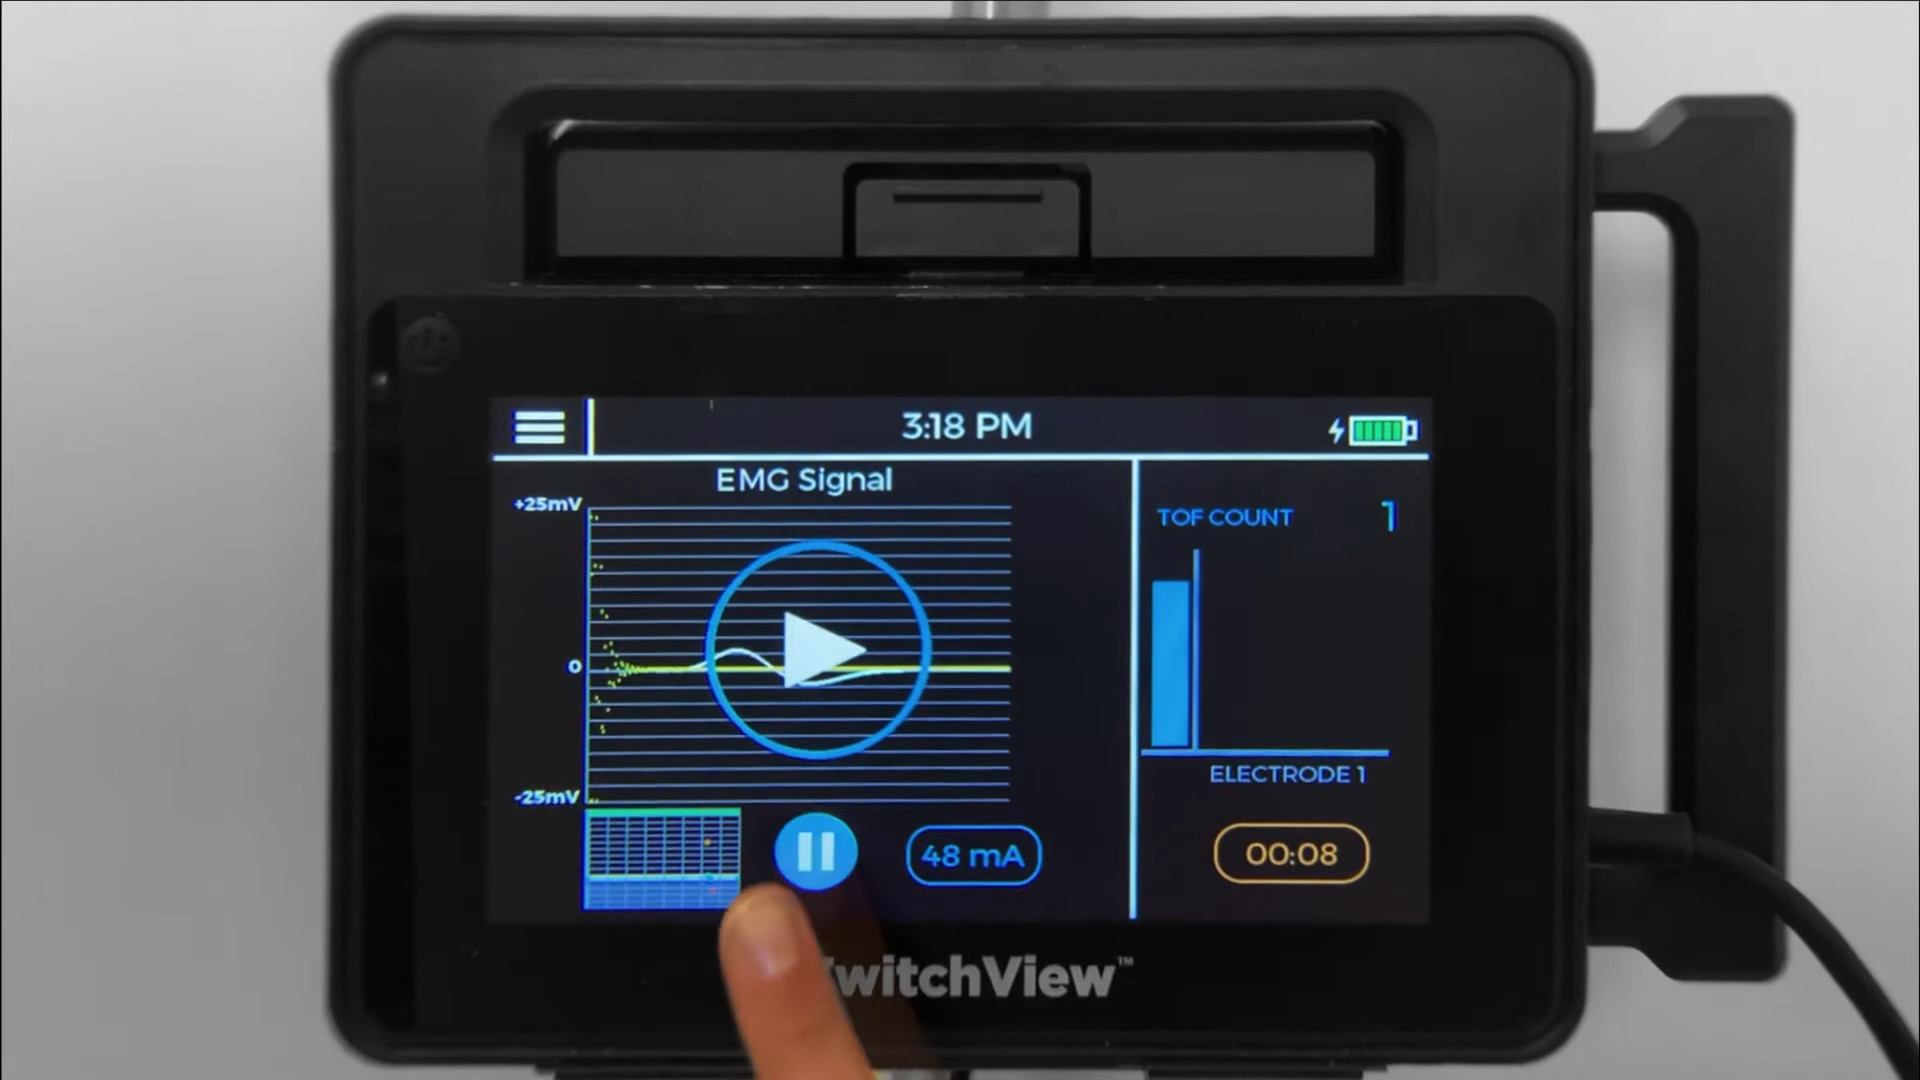 3:18 PM
EMG Signal
+25mV
0
-25mV
48 mA
TOF COUNT 1
ELECTRODE 1
00:08
witchView™